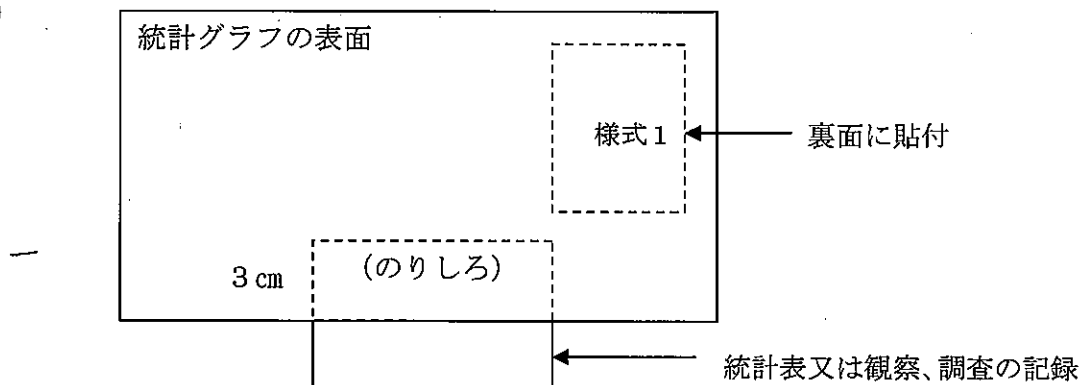 統計グラフの表面
様式1
裏面に貼付
3㎝
(のりしろ)
統計表又は観察、調査の記録